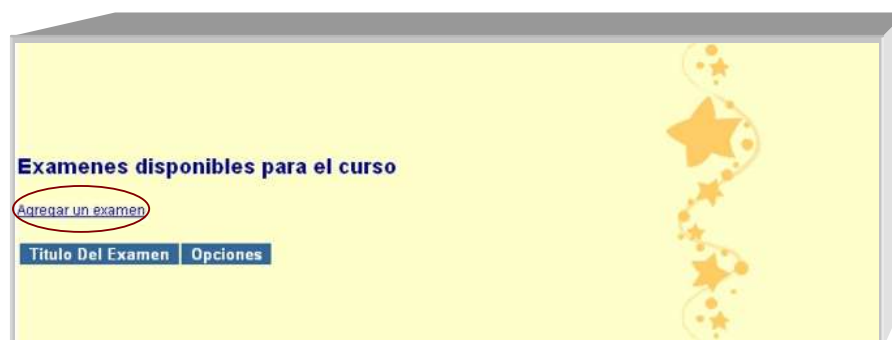 Examenes disponibles para el curso
Agregar un examen
Titulo Del Examen Opciones